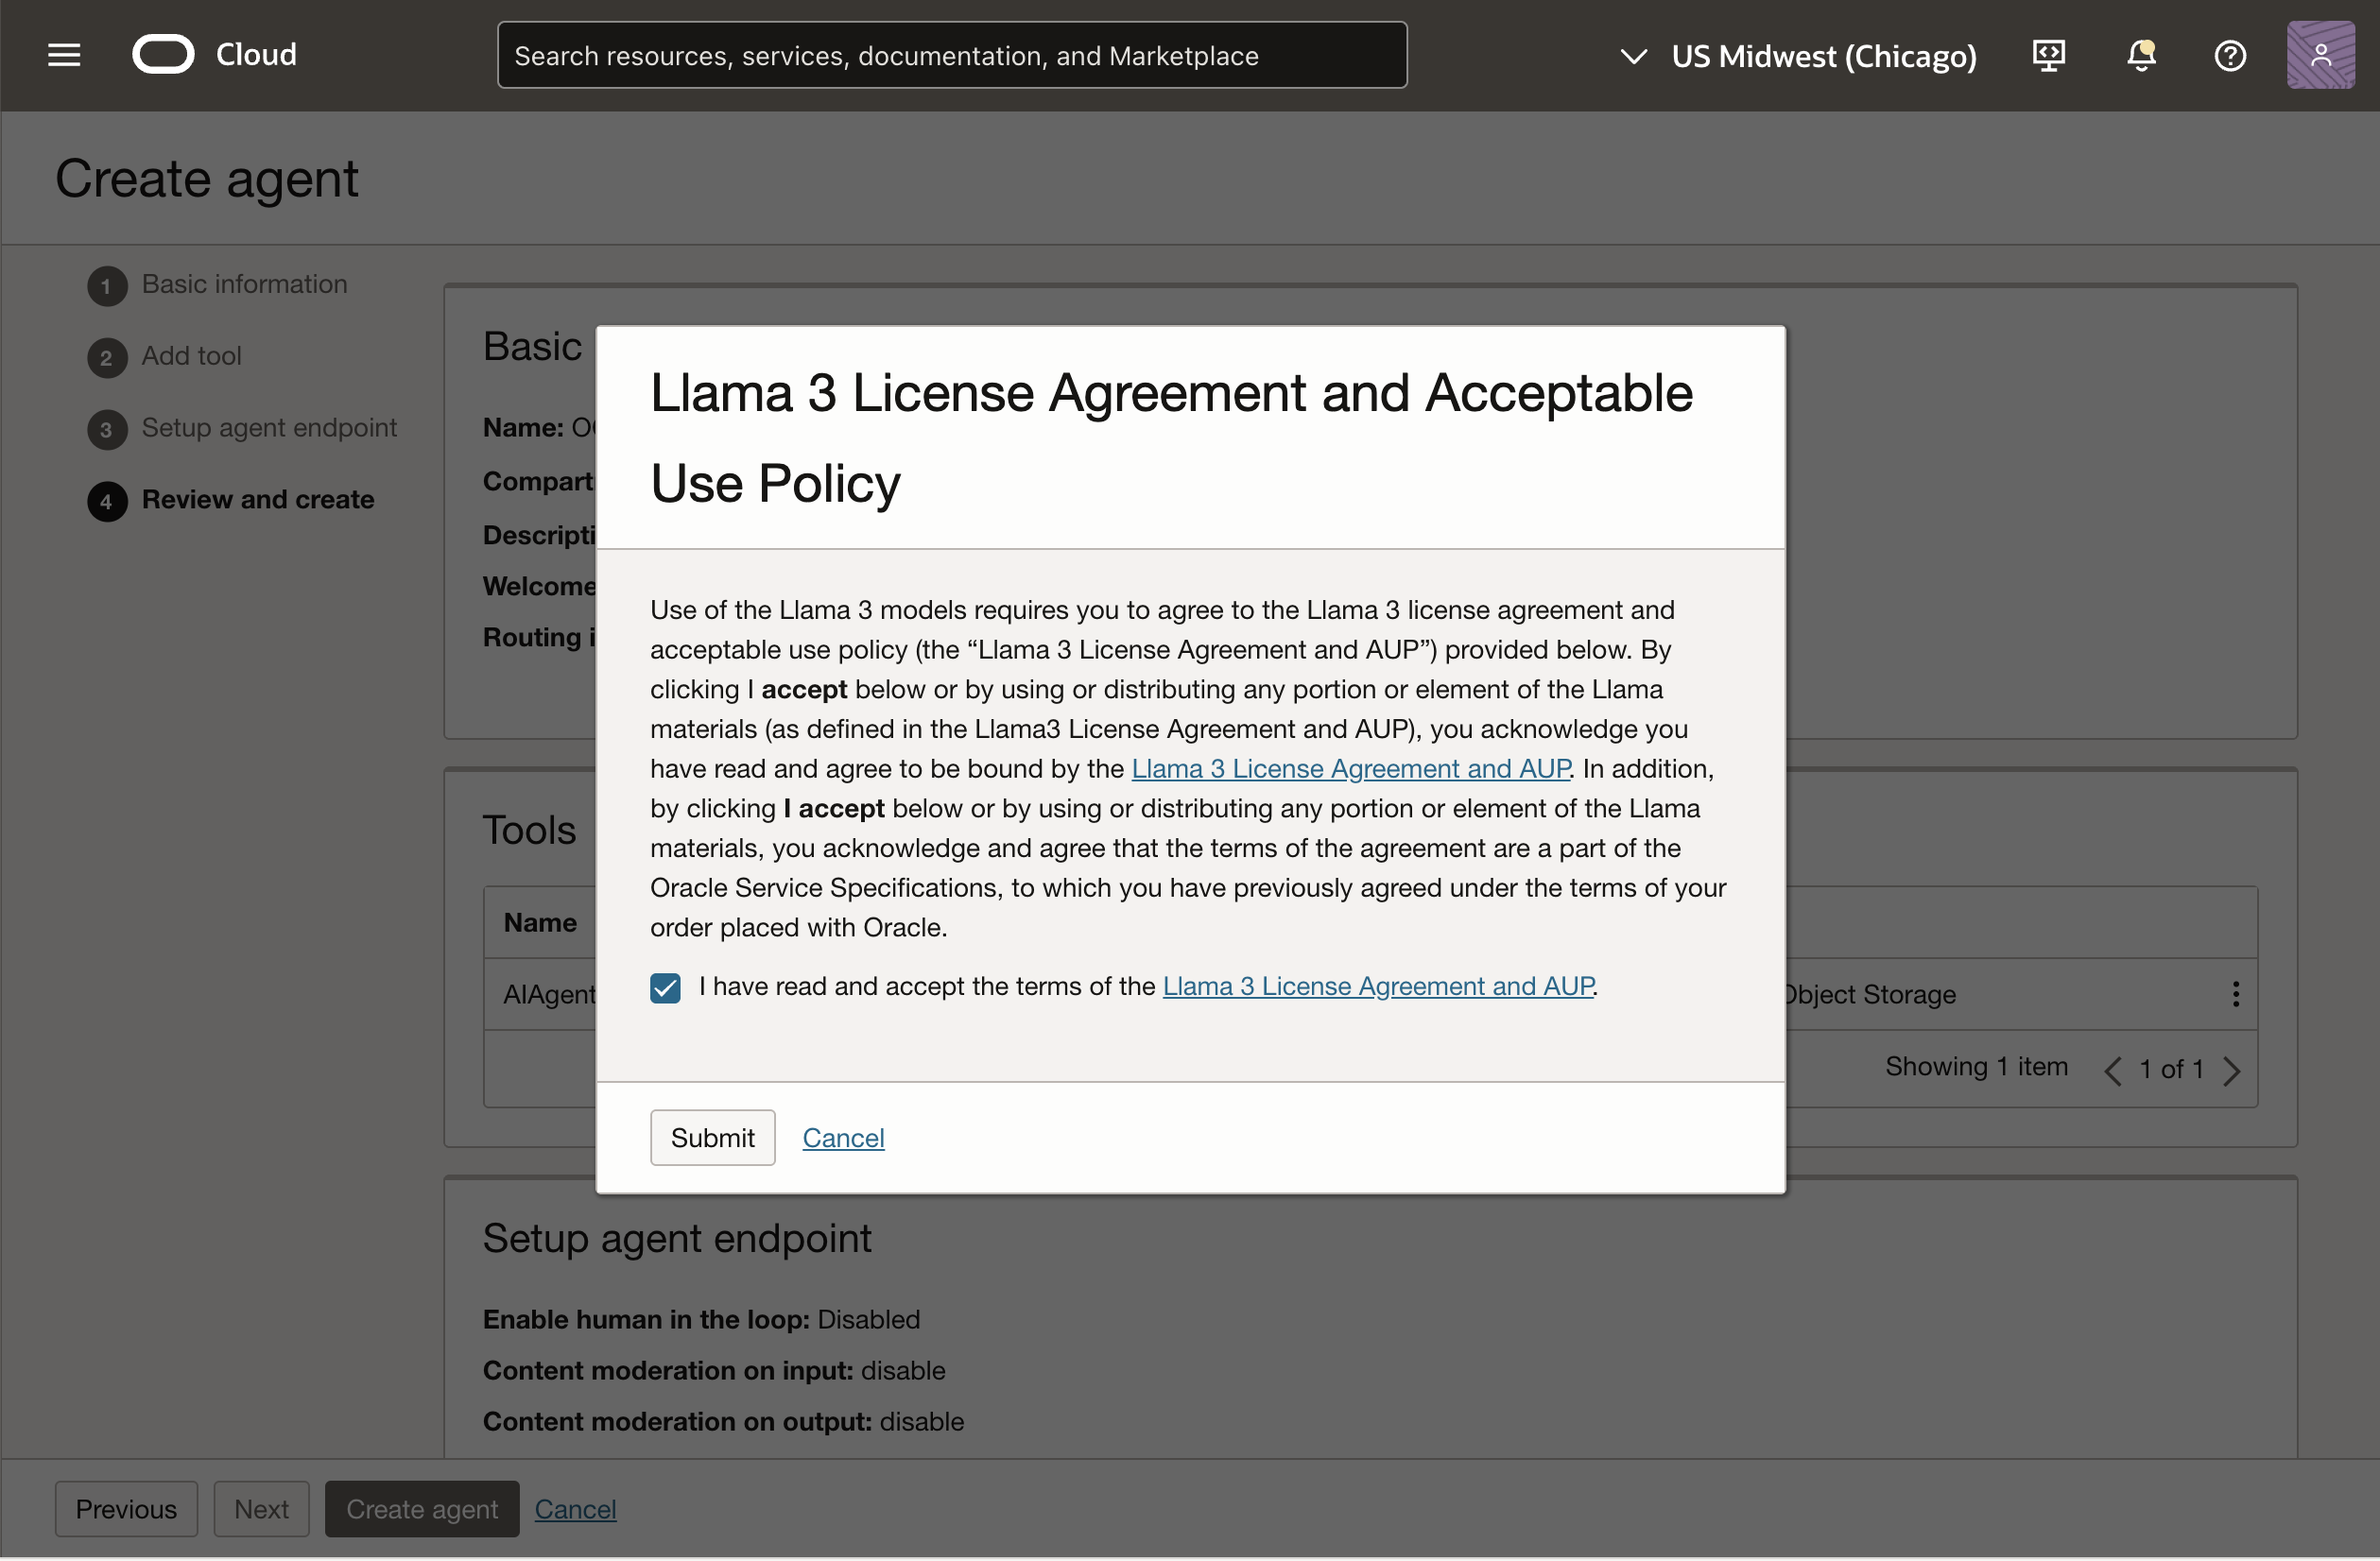 Cloud
Search resources, services, documentation, and Marketplace
US Midwest (Chicago)
Create agent
1 Basic information
2 Add tool
3 Setup agent endpoint
4 Review and create
Basic
Name:
Llama 3 License Agreement and Acceptable
Use Policy
Use of the Llama 3 models requires you to agree to the Llama 3 license agreement and
acceptable use policy (the “Llama 3 License Agreement and AUP”) provided below. By
clicking I accept below or by using or distributing any portion or element of the Llama
materials (as defined in the Llama3 License Agreement and AUP), you acknowledge you
have read and agree to be bound by the Llama 3 License Agreement and AUP. In addition,
by clicking I accept below or by using or distributing any portion or element of the Llama
materials, you acknowledge and agree that the terms of the agreement are a part of the
Oracle Service Specifications, to which you have previously agreed under the terms of your
order placed with Oracle.
I have read and accept the terms of the Llama 3 License Agreement and AUP.
Submit Cancel
Compart
Descripti
Welcome
Routing i
Tools
Name
AIAgent
Object Storage
Showing 1 item 1 of 1
Setup agent endpoint
Enable human in the loop: Disabled
Content moderation on input: disable
Content moderation on output: disable
Previous Next Create agent Cancel